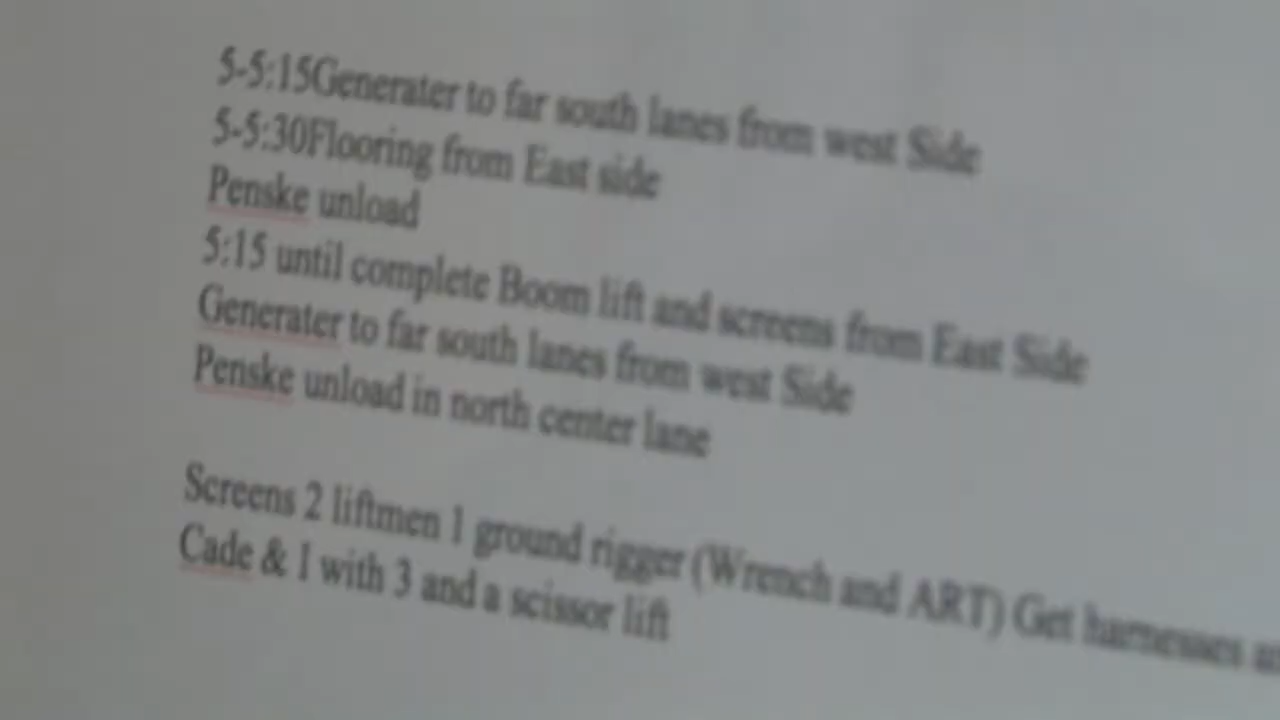 5-5:15Generater to far south lanes from west Side
5-5:30Flooring from East side
Penske unload
5:15 until complete Boom lift and screens from East Side
Generater to far south lanes from west Side
Penske unload in north center lane
Screens 2 liftmen 1 ground rigger (Wrench and ART) Get harnesses
Cade & I with 3 and a scissor lift